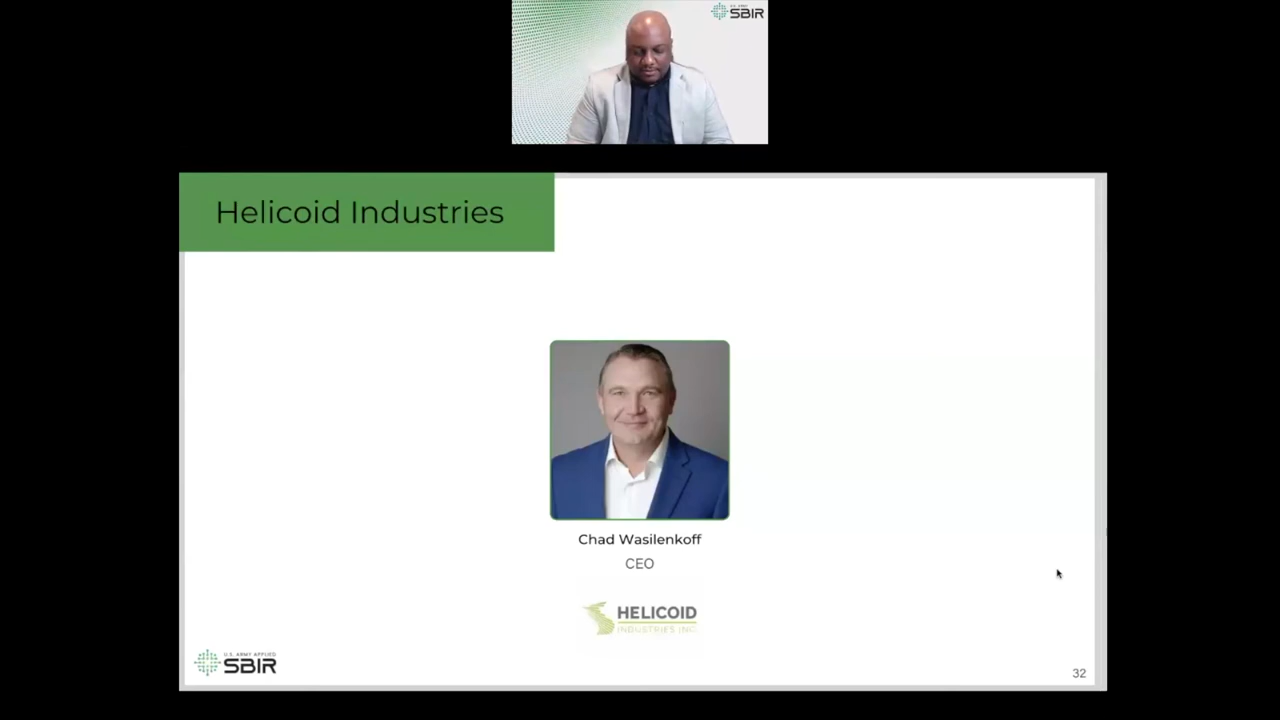 SBIR
Helicoid Industries
Chad Wasilenkoff
CEO
HELICOID
INDUSTRIES INC.
U.S. ARMY APPLIED
SBIR
32